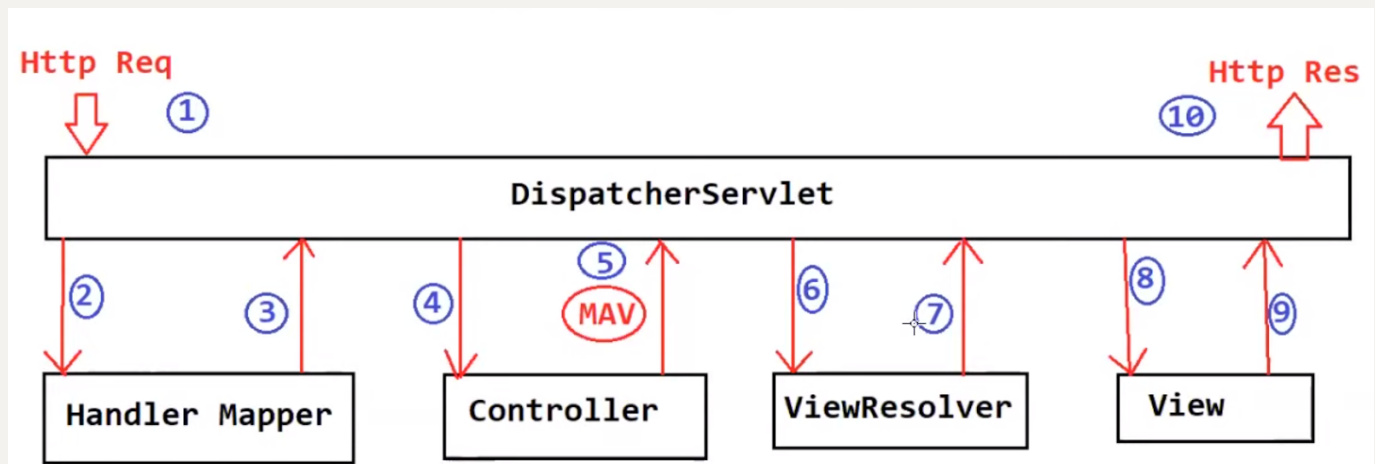 Http Req
1
Http Res
10
DispatcherServlet
2
3
4
5
MAV
6
7
8
9
Handler Mapper
Controller
ViewResolver
View